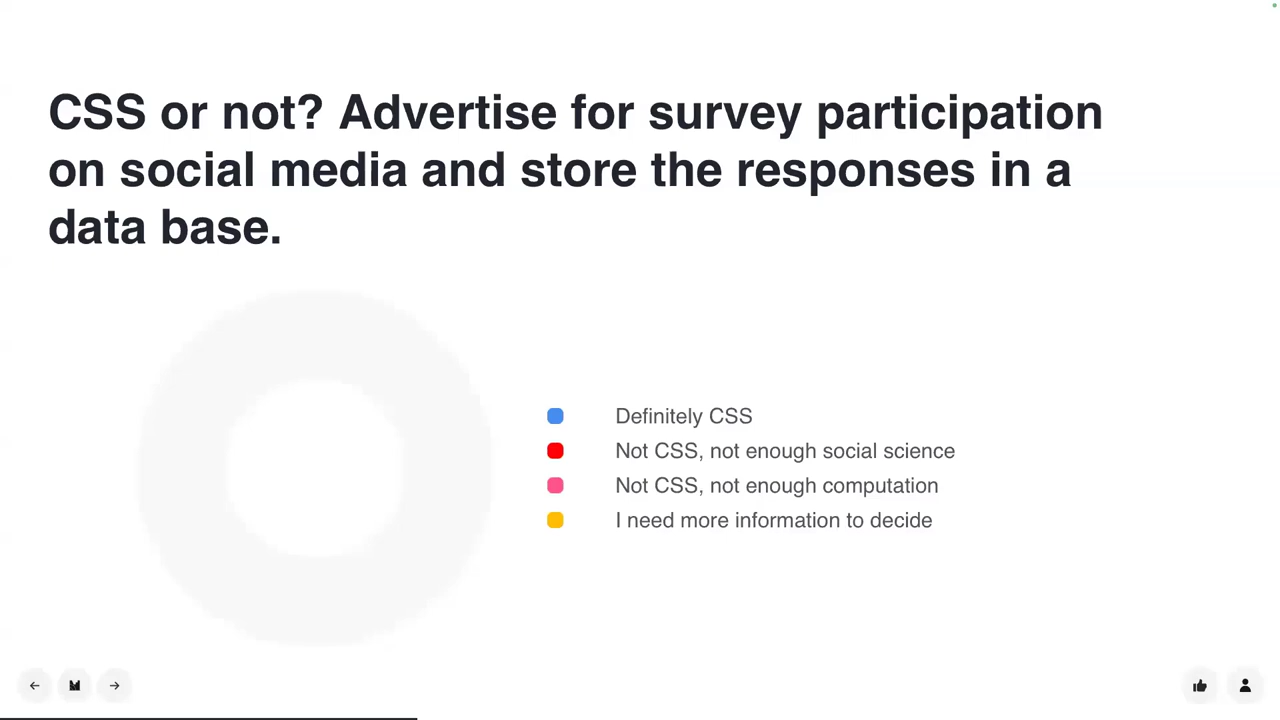 CSS or not? Advertise for survey participation
on social media and store the responses in a
data base.
Definitely CSS
Not CSS, not enough social science
Not CSS, not enough computation
I need more information to decide